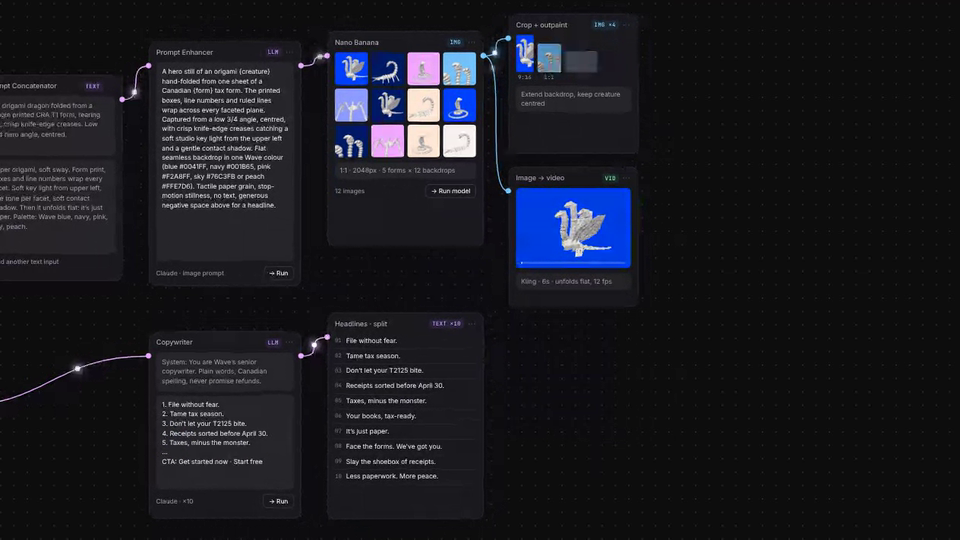 npt Concatenator
TEXT
origami dragon folded from a
printed CRA T1 form, rearing
crisp knife-edge creases. Low
hero angle, centred.
per origami, soft sway. Form print,
es and line numbers wrap every
Soft key light from upper left,
tone per facet, soft contact
adow. Then it unfolds flat: it's just
per. Palette: Wave blue, navy, pink,
y, peach.
d another text input
Prompt Enhancer
LLM
A hero still of an origami {creature}
hand-folded from one sheet of a
Canadian {form} tax form. The printed
boxes, line numbers and ruled lines
wrap across every faceted plane.
Captured from a low 3/4 angle, centred,
with crisp knife-edge creases catching a
soft studio key light from the upper left
and a gentle contact shadow. Flat
seamless backdrop in one Wave colour
(blue #0041FF, navy #001B65, pink
#F2A8FF, sky #76C3FB or peach
#FFE7D6). Tactile paper grain, stop-
motion stillness, no text, generous
negative space above for a headline.
Claude · image prompt
→ Run
Nano Banana
IMG
1:1 · 2048px · 5 forms × 12 backdrops
12 images
→ Run model
Crop + outpaint
IMG ×4
9:16
1:1
Extend backdrop, keep creature
centred
Image → video
VID
Kling · 6s · unfolds flat, 12 fps
Copywriter
LLM
System: You are Wave's senior
copywriter. Plain words, Canadian
spelling, never promise refunds.
1. File without fear.
2. Tame tax season.
3. Don't let your T2125 bite.
4. Receipts sorted before April 30.
5. Taxes, minus the monster.
...
CTA: Get started now · Start free
Claude · ×10
→ Run
Headlines · split
TEXT ×10
01 File without fear.
02 Tame tax season.
03 Don't let your T2125 bite.
04 Receipts sorted before April 30.
05 Taxes, minus the monster.
06 Your books, tax-ready.
07 It's just paper.
08 Face the forms. We've got you.
09 Slay the shoebox of receipts.
10 Less paperwork. More peace.